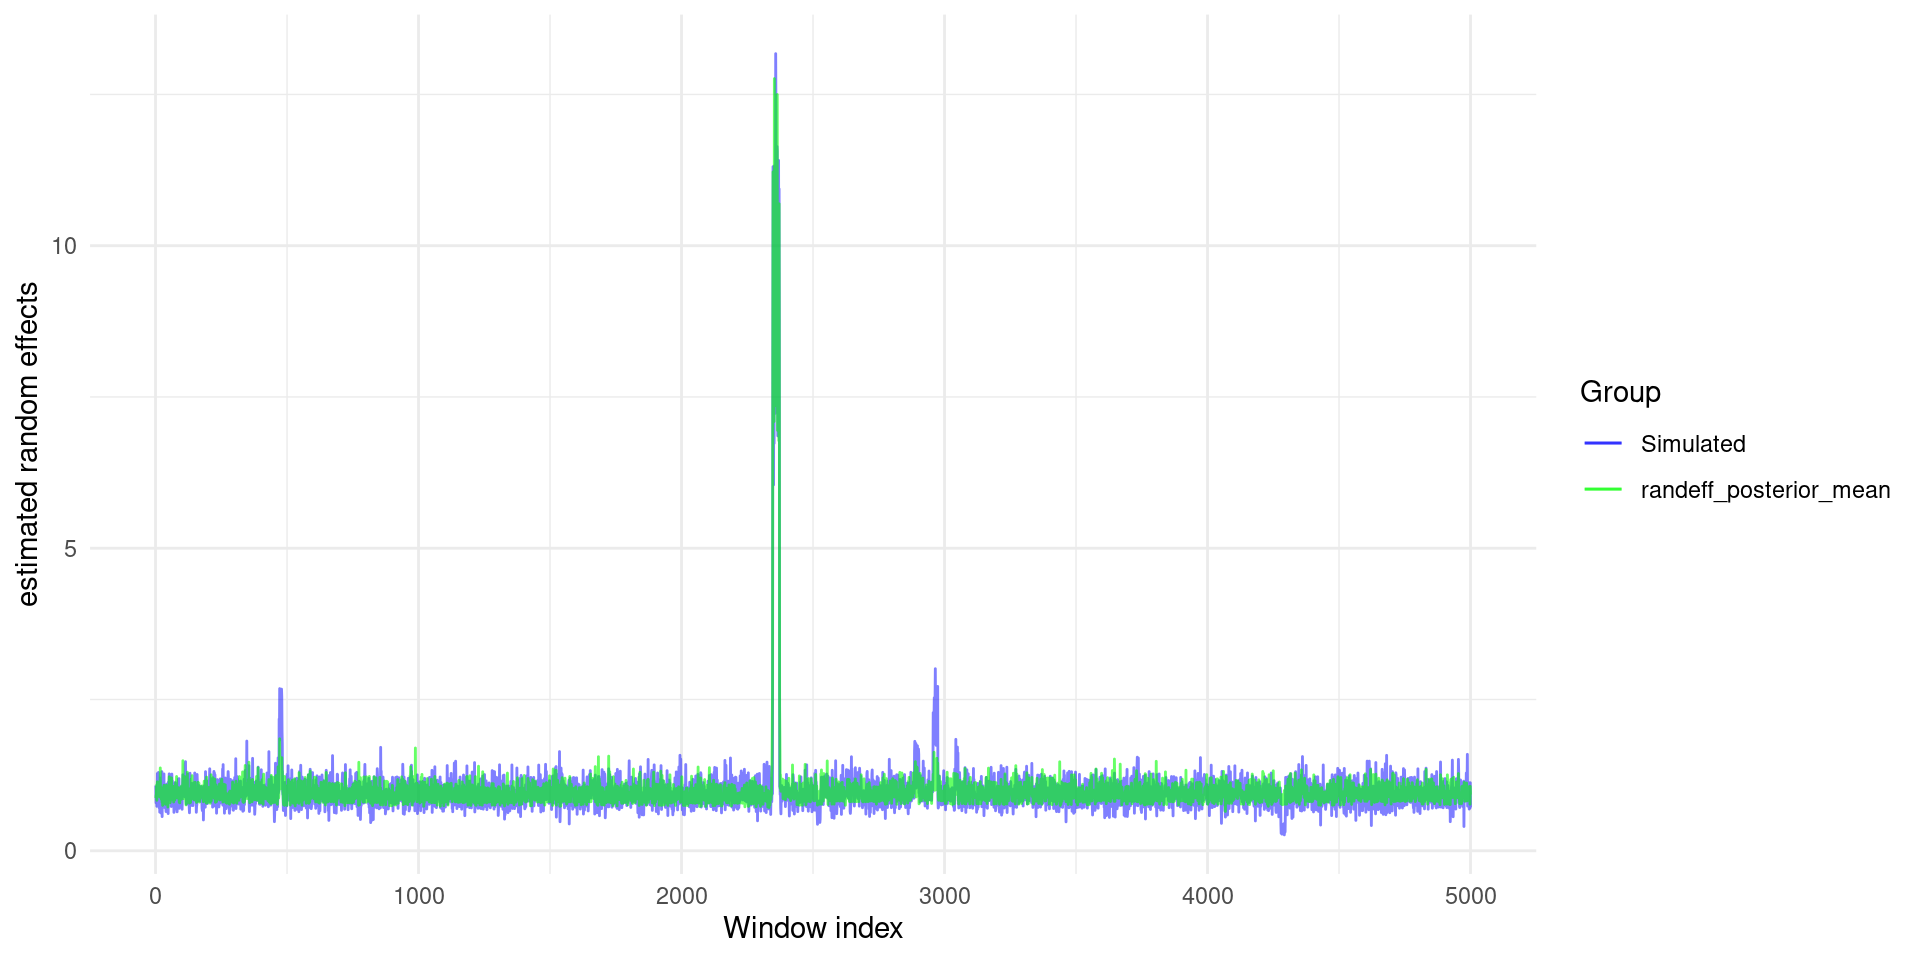 10
5
0
estimated random effects
0
1000
2000
3000
4000
5000
Window index
Group
Simulated
randeff_posterior_mean